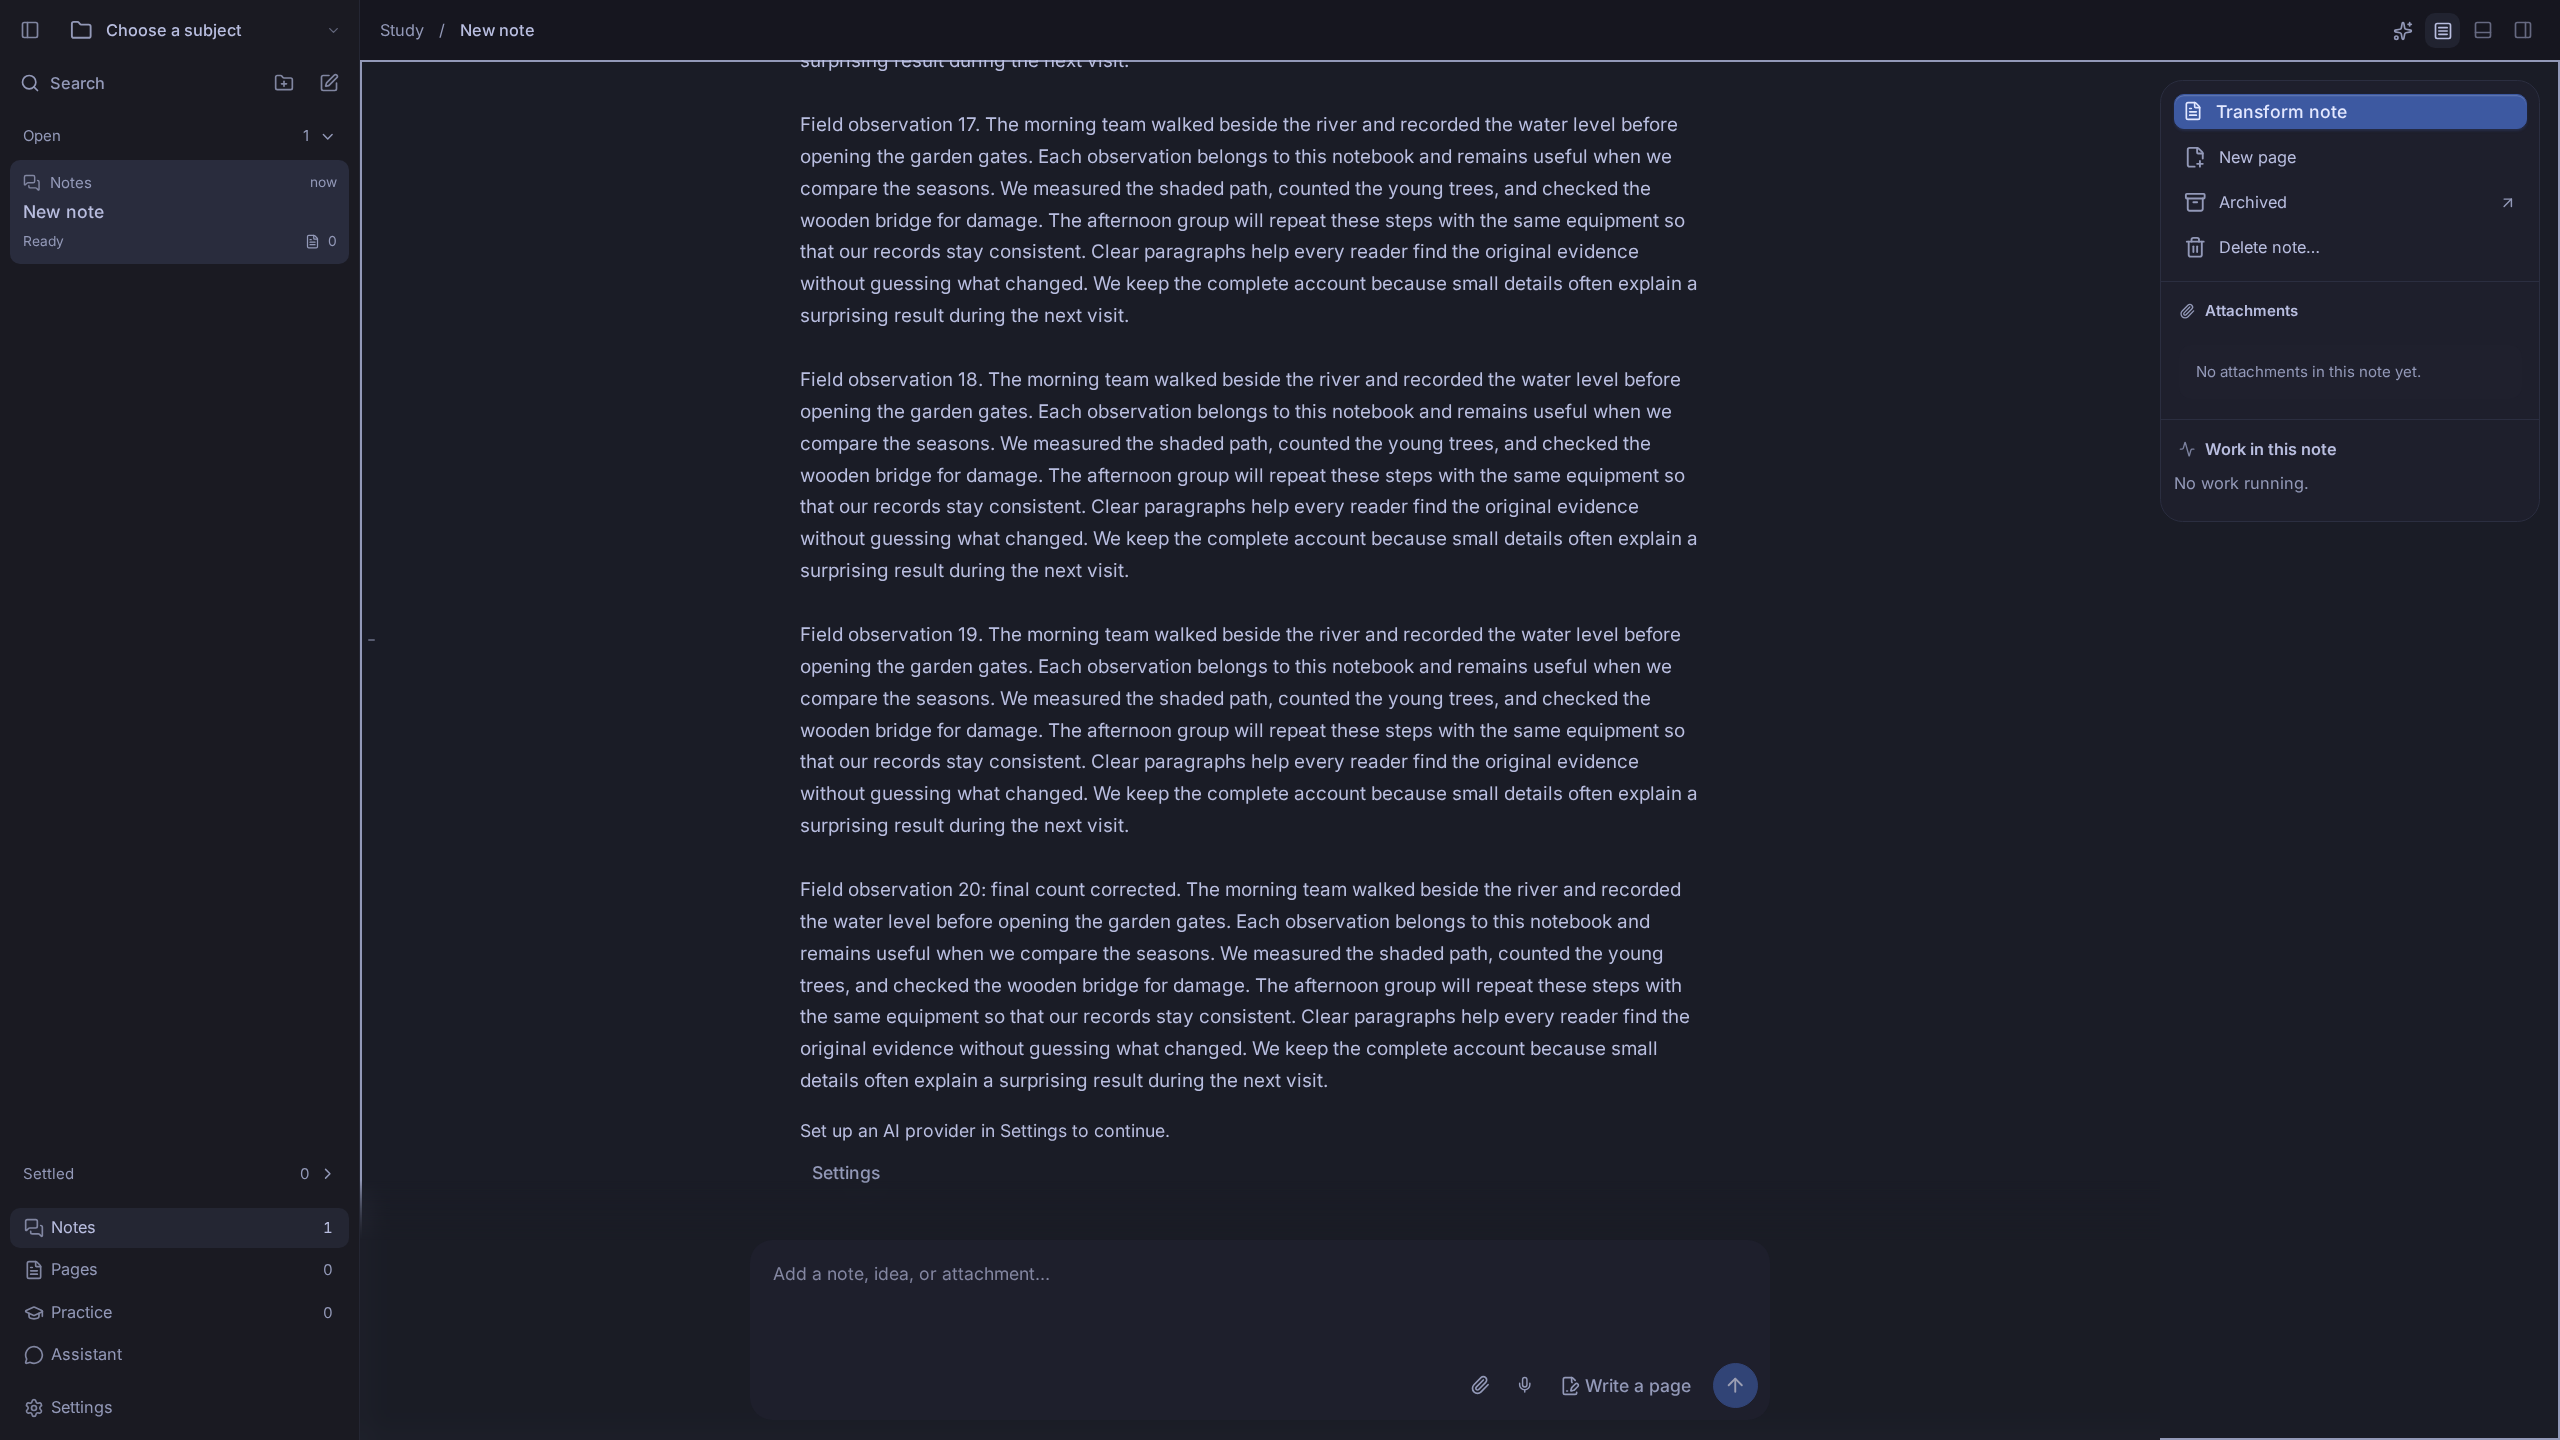 Choose a subject
Search
Open 1
Notes now
New note
Ready 0
Settled 0
Notes 1
Pages 0
Practice 0
Assistant
Settings
Study / New note
surprising result during the next visit.
Field observation 17. The morning team walked beside the river and recorded the water level before
opening the garden gates. Each observation belongs to this notebook and remains useful when we
compare the seasons. We measured the shaded path, counted the young trees, and checked the
wooden bridge for damage. The afternoon group will repeat these steps with the same equipment so
that our records stay consistent. Clear paragraphs help every reader find the original evidence
without guessing what changed. We keep the complete account because small details often explain a
surprising result during the next visit.
Field observation 18. The morning team walked beside the river and recorded the water level before
opening the garden gates. Each observation belongs to this notebook and remains useful when we
compare the seasons. We measured the shaded path, counted the young trees, and checked the
wooden bridge for damage. The afternoon group will repeat these steps with the same equipment so
that our records stay consistent. Clear paragraphs help every reader find the original evidence
without guessing what changed. We keep the complete account because small details often explain a
surprising result during the next visit.
Field observation 19. The morning team walked beside the river and recorded the water level before
opening the garden gates. Each observation belongs to this notebook and remains useful when we
compare the seasons. We measured the shaded path, counted the young trees, and checked the
wooden bridge for damage. The afternoon group will repeat these steps with the same equipment so
that our records stay consistent. Clear paragraphs help every reader find the original evidence
without guessing what changed. We keep the complete account because small details often explain a
surprising result during the next visit.
Field observation 20: final count corrected. The morning team walked beside the river and recorded
the water level before opening the garden gates. Each observation belongs to this notebook and
remains useful when we compare the seasons. We measured the shaded path, counted the young
trees, and checked the wooden bridge for damage. The afternoon group will repeat these steps with
the same equipment so that our records stay consistent. Clear paragraphs help every reader find the
original evidence without guessing what changed. We keep the complete account because small
details often explain a surprising result during the next visit.
Set up an AI provider in Settings to continue.
Settings
Add a note, idea, or attachment...
Write a page
Transform note
New page
Archived
Delete note...
Attachments
No attachments in this note yet.
Work in this note
No work running.